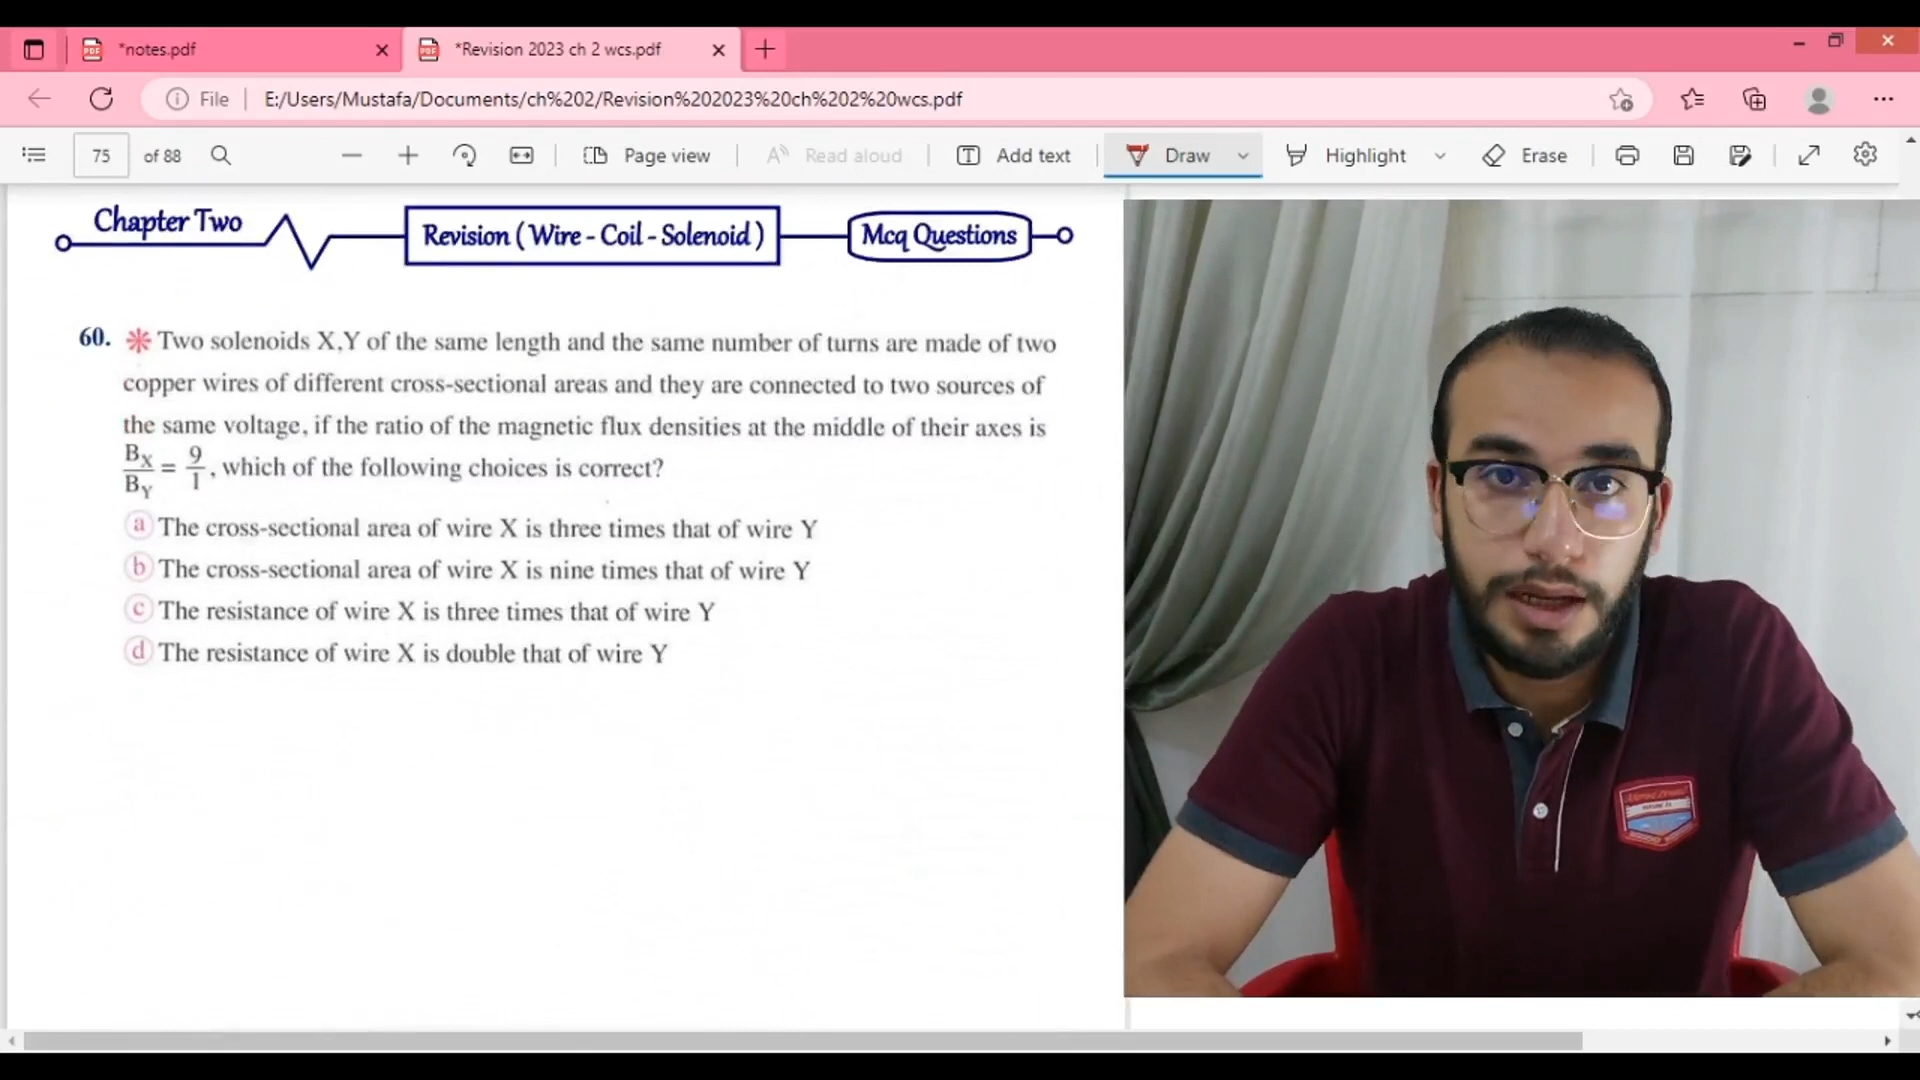 *notes.pdf
*Revision 2023 ch 2 wcs.pdf
File
E:/Users/Mustafa/Documents/ch%202/Revision%202023%20ch%202%20wcs.pdf
75 of 88
Page view
Read aloud
Add text
Draw
Highlight
Erase
Chapter Two
Revision ( Wire - Coil - Solenoid )
Mcq Questions
60. * Two solenoids X,Y of the same length and the same number of turns are made of two
copper wires of different cross-sectional areas and they are connected to two sources of
the same voltage, if the ratio of the magnetic flux densities at the middle of their axes is
B_X/B_Y = 9/1, which of the following choices is correct?
a The cross-sectional area of wire X is three times that of wire Y
b The cross-sectional area of wire X is nine times that of wire Y
c The resistance of wire X is three times that of wire Y
d The resistance of wire X is double that of wire Y